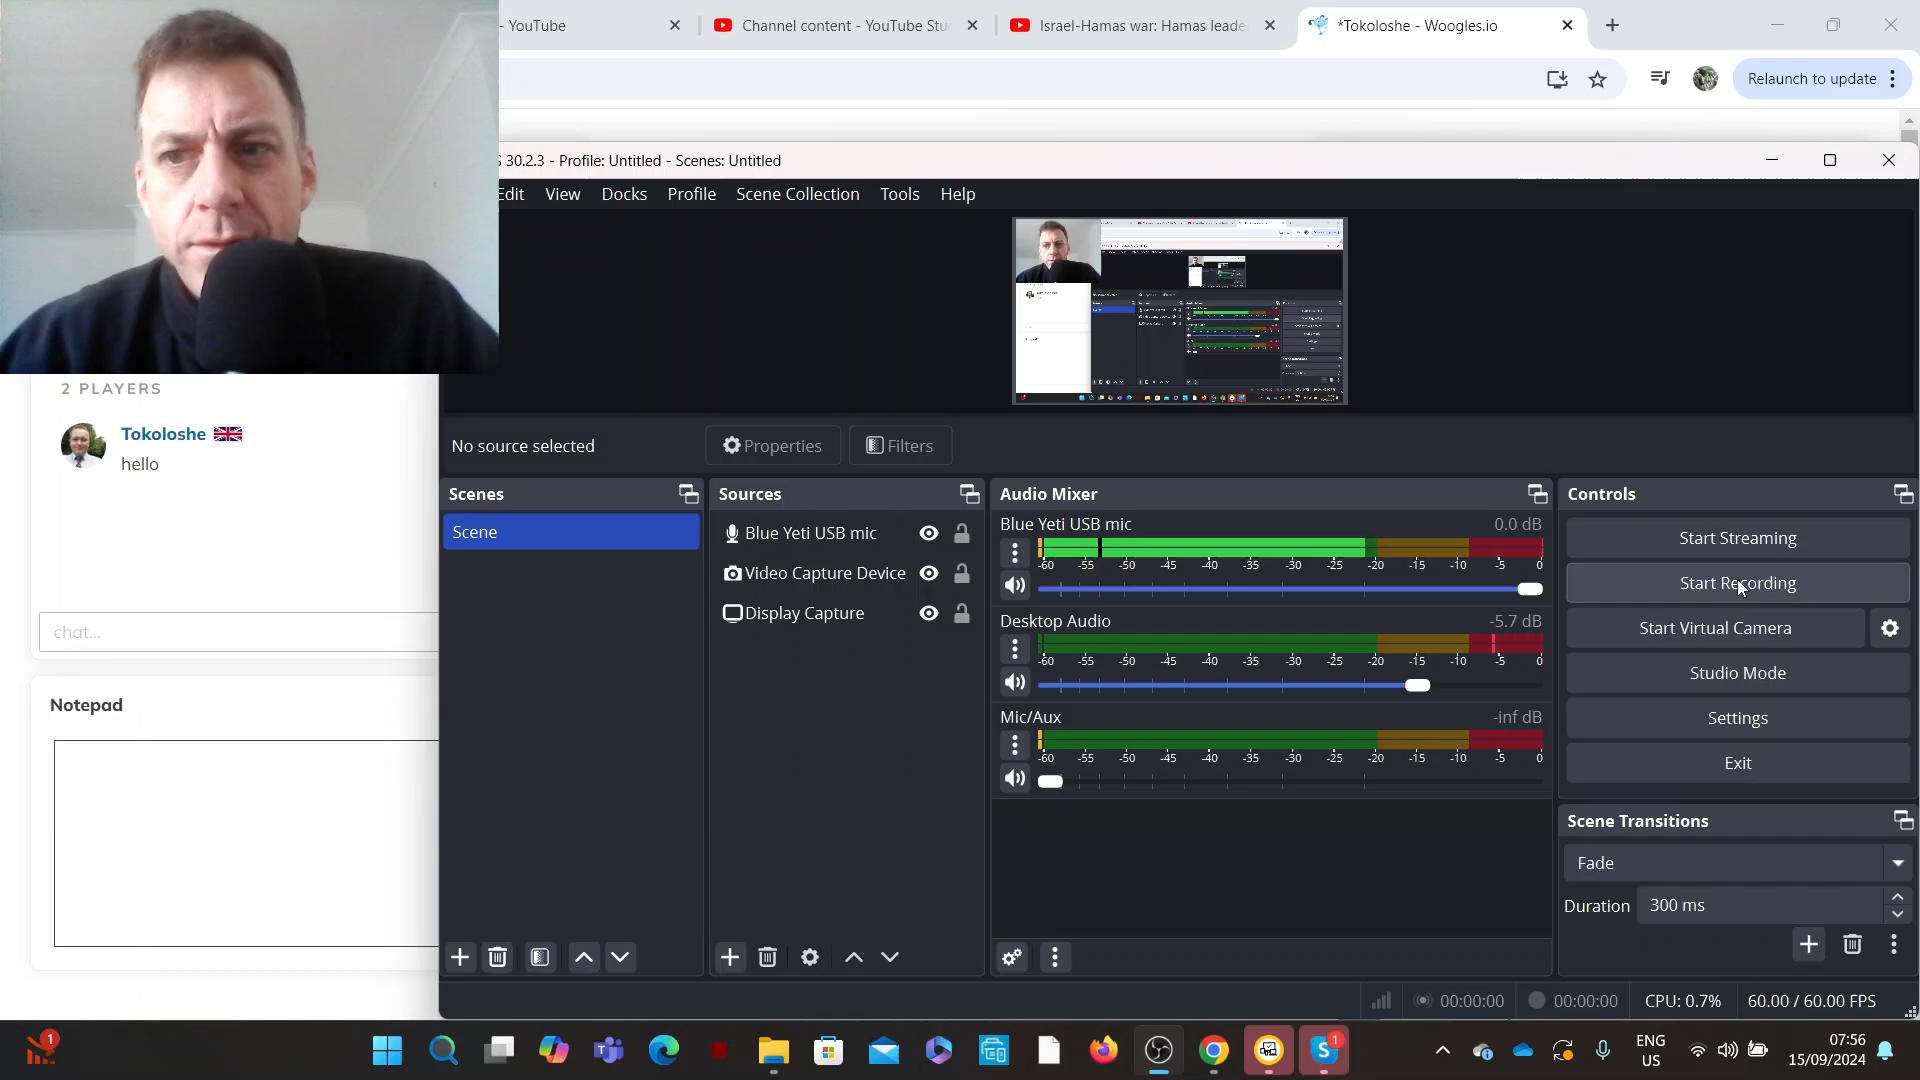 - YouTube
Channel content - YouTube Stu
Israel-Hamas war: Hamas leade
*Tokoloshe - Woogles.io
Relaunch to update
30.2.3 - Profile: Untitled - Scenes: Untitled
Edit View Docks Profile Scene Collection Tools Help
2 PLAYERS
Tokoloshe
hello
chat...
Notepad
No source selected
Properties
Filters
Scenes
Scene
Sources
Blue Yeti USB mic
Video Capture Device
Display Capture
Audio Mixer
Blue Yeti USB mic 0.0 dB
-60 -55 -50 -45 -40 -35 -30 -25 -20 -15 -10 -5 0
Desktop Audio -5.7 dB
-60 -55 -50 -45 -40 -35 -30 -25 -20 -15 -10 -5 0
Mic/Aux -inf dB
-60 -55 -50 -45 -40 -35 -30 -25 -20 -15 -10 -5 0
Controls
Start Streaming
Start Recording
Start Virtual Camera
Studio Mode
Settings
Exit
Scene Transitions
Fade
Duration 300 ms
00:00:00 00:00:00 CPU: 0.7% 60.00 / 60.00 FPS
1
1
ENG
US
07:56
15/09/2024